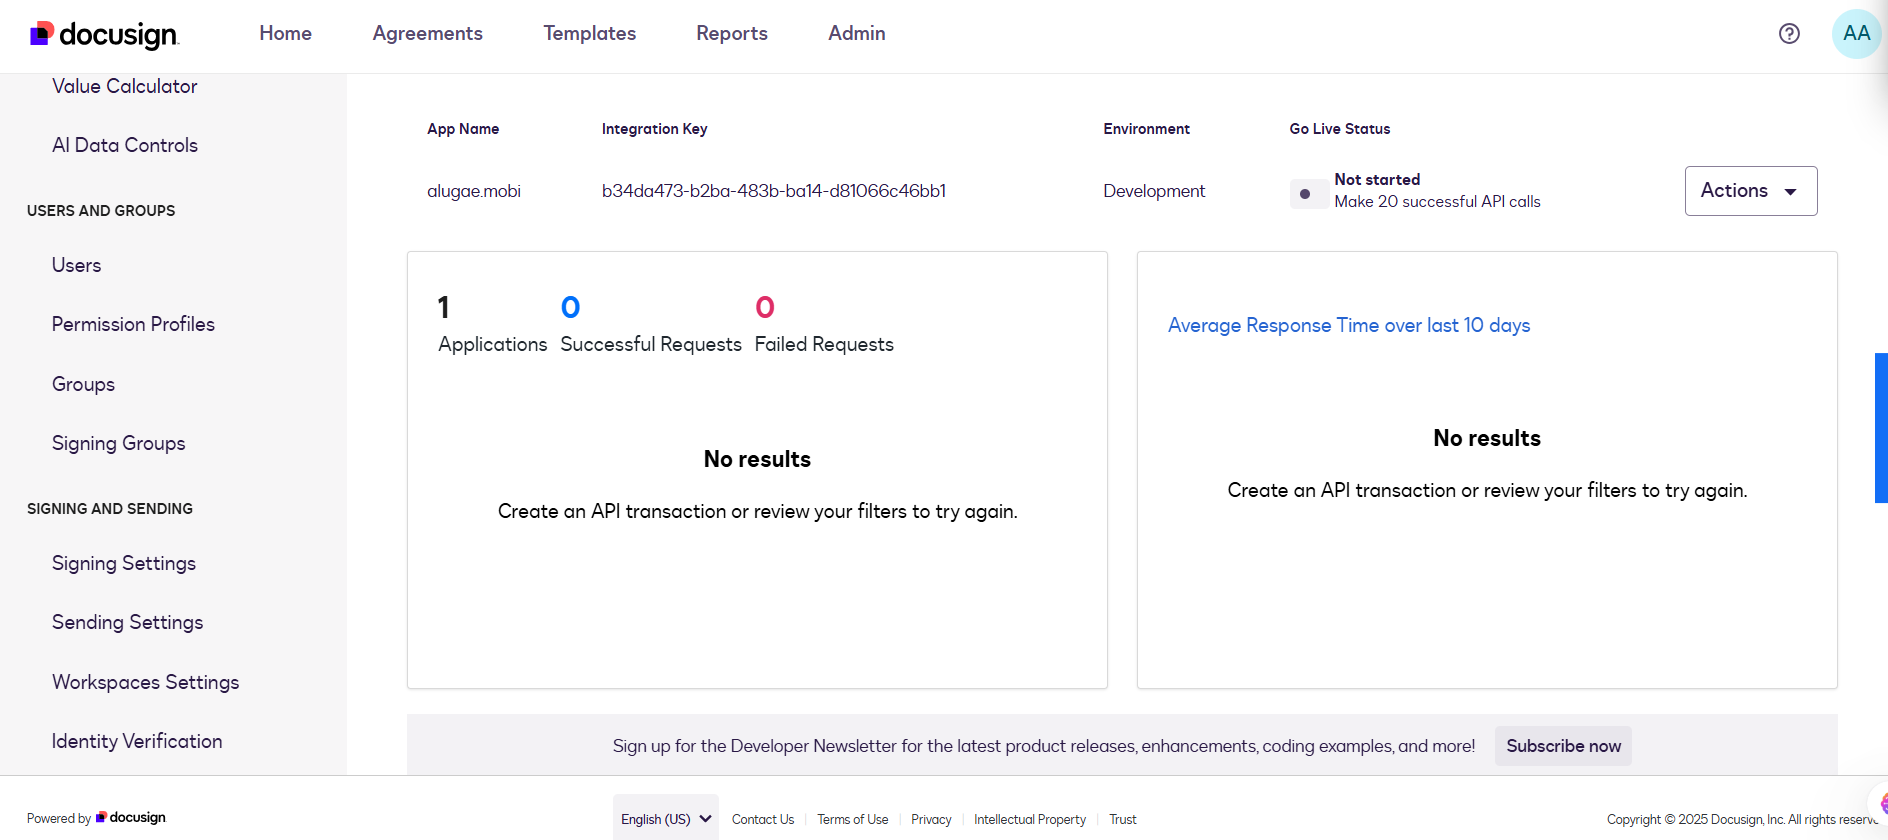 docusign
Home
Agreements
Templates
Reports
Admin
AA
Value Calculator
AI Data Controls
USERS AND GROUPS
Users
Permission Profiles
Groups
Signing Groups
SIGNING AND SENDING
Signing Settings
Sending Settings
Workspaces Settings
Identity Verification
App Name
Integration Key
Environment
Go Live Status
alugae.mobi
b34da473-b2ba-483b-ba14-d81066c46bb1
Development
Not started
Make 20 successful API calls
Actions
1
Applications
0
Successful Requests
0
Failed Requests
No results
Create an API transaction or review your filters to try again.
Average Response Time over last 10 days
No results
Create an API transaction or review your filters to try again.
Sign up for the Developer Newsletter for the latest product releases, enhancements, coding examples, and more!
Subscribe now
Powered by docusign
English (US)
Contact Us
Terms of Use
Privacy
Intellectual Property
Trust
Copyright © 2025 Docusign, Inc. All rights